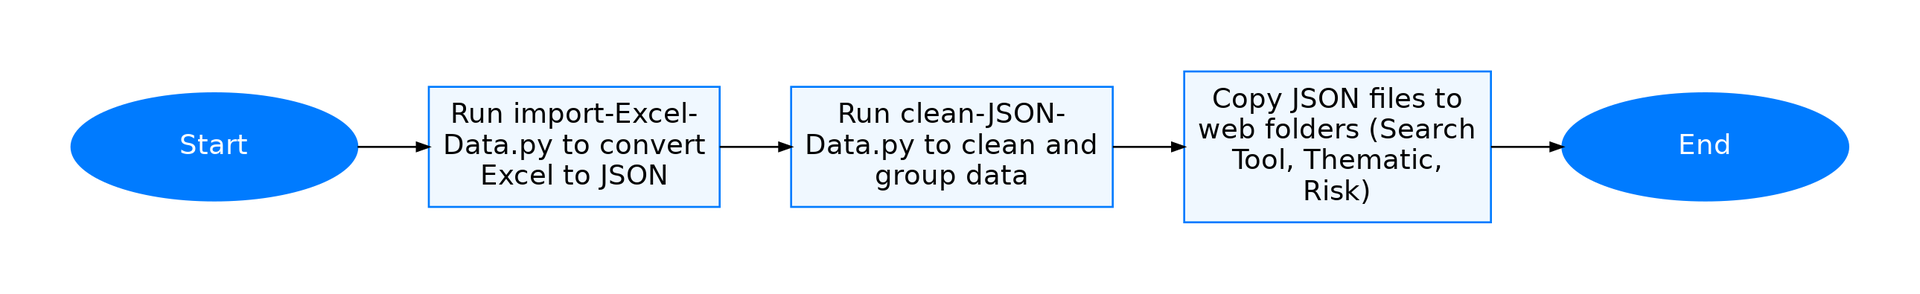 Start
Run import-Excel-
Data.py to convert
Excel to JSON
Run clean-JSON-
Data.py to clean and
group data
Copy JSON files to
web folders (Search
Tool, Thematic,
Risk)
End